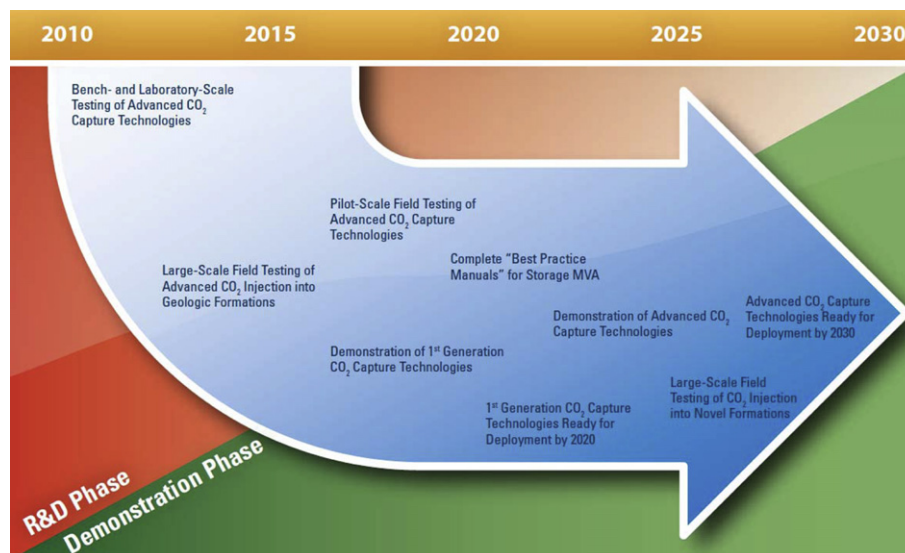 2010 2015 2020 2025 2030
Bench- and Laboratory-Scale
Testing of Advanced CO₂
Capture Technologies
Pilot-Scale Field Testing of
Advanced CO₂ Capture
Technologies
Large-Scale Field Testing of
Advanced CO₂ Injection into
Geologic Formations
Complete “Best Practice
Manuals” for Storage MVA
Demonstration of Advanced CO₂
Capture Technologies
Advanced CO₂ Capture
Technologies Ready for
Deployment by 2030
Demonstration of 1st Generation
CO₂ Capture Technologies
1st Generation CO₂ Capture
Technologies Ready for
Deployment by 2020
Large-Scale Field
Testing of CO₂ Injection
into Novel Formations
R&D Phase
Demonstration Phase